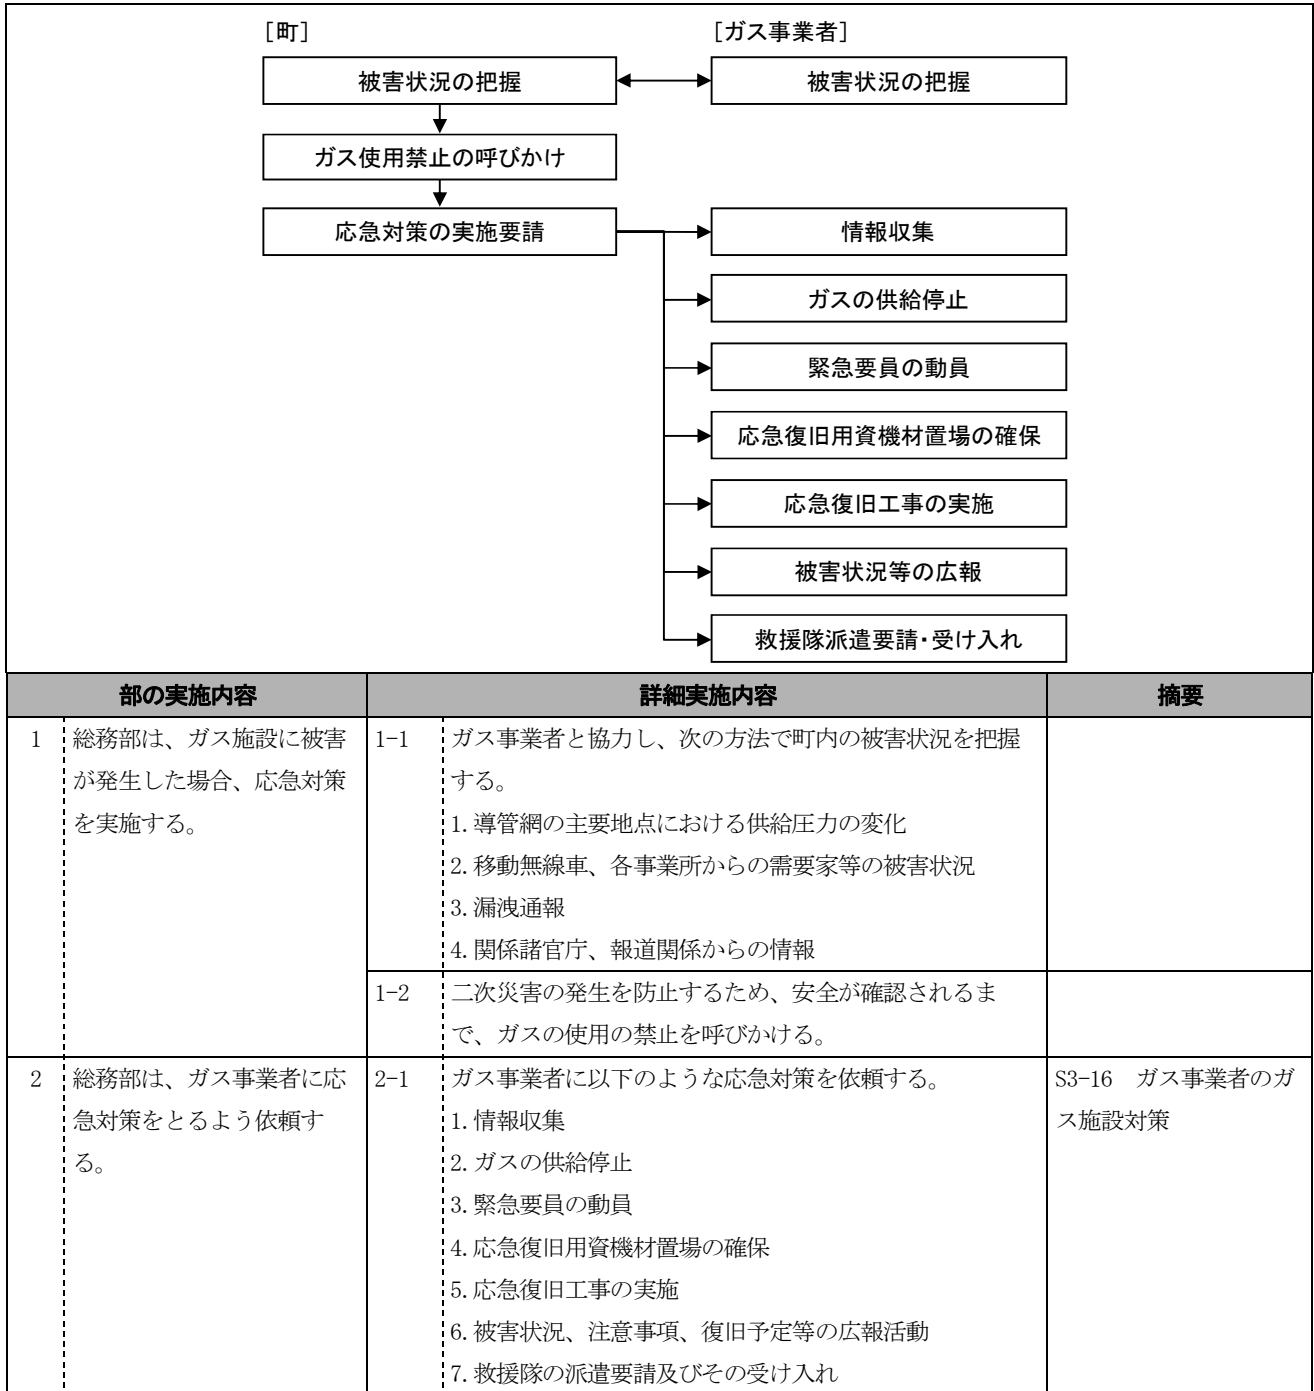 ［町］
［ガス事業者］
被害状況の把握
被害状況の把握
ガス使用禁止の呼びかけ
応急対策の実施要請
情報収集
ガスの供給停止
緊急要員の動員
応急復旧用資機材置場の確保
応急復旧工事の実施
被害状況等の広報
救援隊派遣要請・受け入れ
部の実施内容
詳細実施内容
摘要
1
総務部は、ガス施設に被害
が発生した場合、応急対策
を実施する。
1-1
ガス事業者と協力し、次の方法で町内の被害状況を把握
する。
1.導管網の主要地点における供給圧力の変化
2.移動無線車、各事業所からの需要家等の被害状況
3.漏洩通報
4.関係諸官庁、報道関係からの情報
1-2
二次災害の発生を防止するため、安全が確認されるま
で、ガスの使用の禁止を呼びかける。
2
総務部は、ガス事業者に応
急対策をとるよう依頼す
る。
2-1
ガス事業者に以下のような応急対策を依頼する。
1.情報収集
2.ガスの供給停止
3.緊急要員の動員
4.応急復旧用資機材置場の確保
5.応急復旧工事の実施
6.被害状況、注意事項、復旧予定等の広報活動
7.救援隊の派遣要請及びその受け入れ
S3-16　ガス事業者のガ
ス施設対策